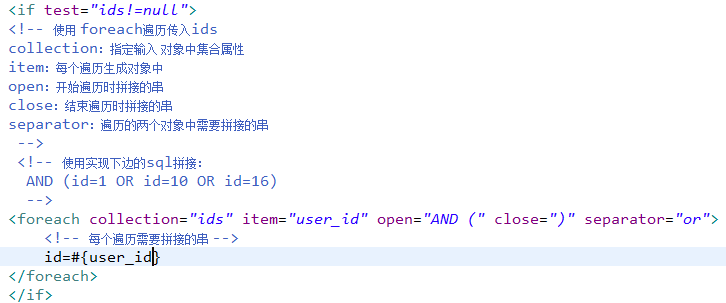 <if test="ids!=null">
<!-- 使用 foreach遍历传入ids
collection：指定输入 对象中集合属性
item：每个遍历生成对象中
open：开始遍历时拼接的串
close：结束遍历时拼接的串
separator：遍历的两个对象中需要拼接的串
-->
<!-- 使用实现下边的sql拼接：
AND (id=1 OR id=10 OR id=16)
-->
<foreach collection="ids" item="user_id" open="AND (" close=")" separator="or">
<!-- 每个遍历需要拼接的串 -->
id=#{user_id}
</foreach>
</if>